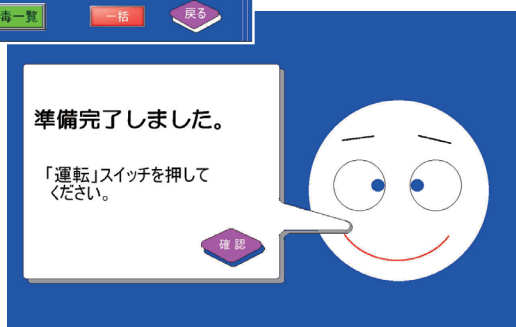 毒一覧
一括
戻る
準備完了しました。
「運転」スイッチを押して
ください。
確認